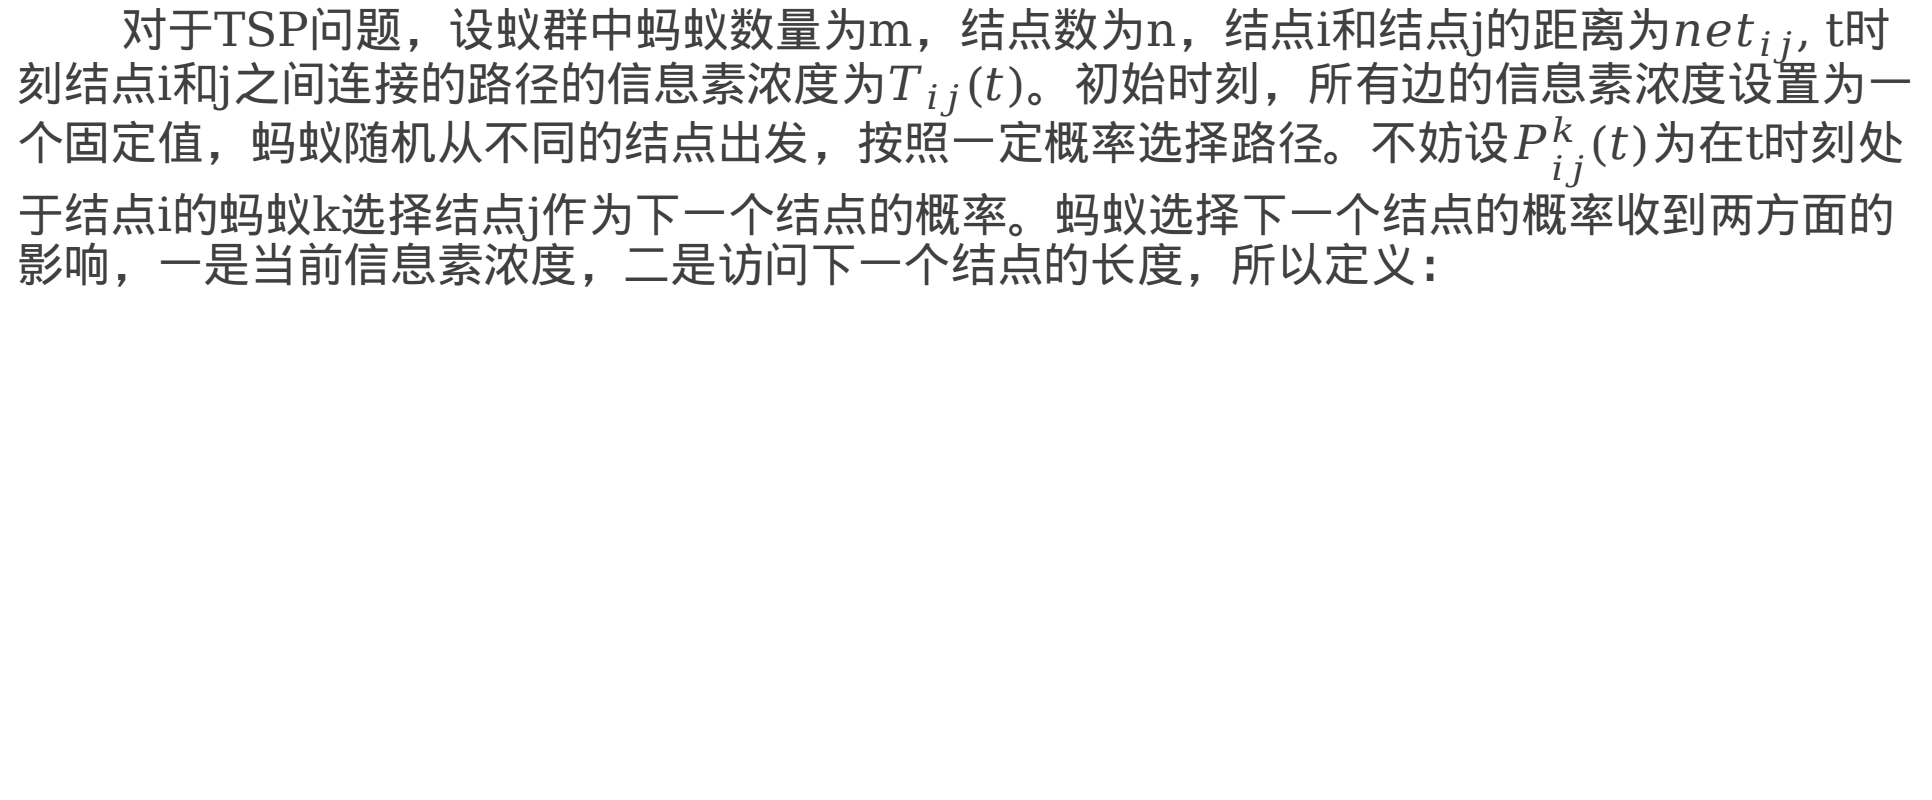 对于TSP问题，设蚁群中蚂蚁数量为m，结点数为n，结点i和结点j的距离为$net_{ij}$, t时
刻结点i和j之间连接的路径的信息素浓度为$T_{ij}(t)$。初始时刻，所有边的信息素浓度设置为一
个固定值，蚂蚁随机从不同的结点出发，按照一定概率选择路径。不妨设$P_{ij}^{k}(t)$为在t时刻处
于结点i的蚂蚁k选择结点j作为下一个结点的概率。蚂蚁选择下一个结点的概率收到两方面的
影响，一是当前信息素浓度，二是访问下一个结点的长度，所以定义：